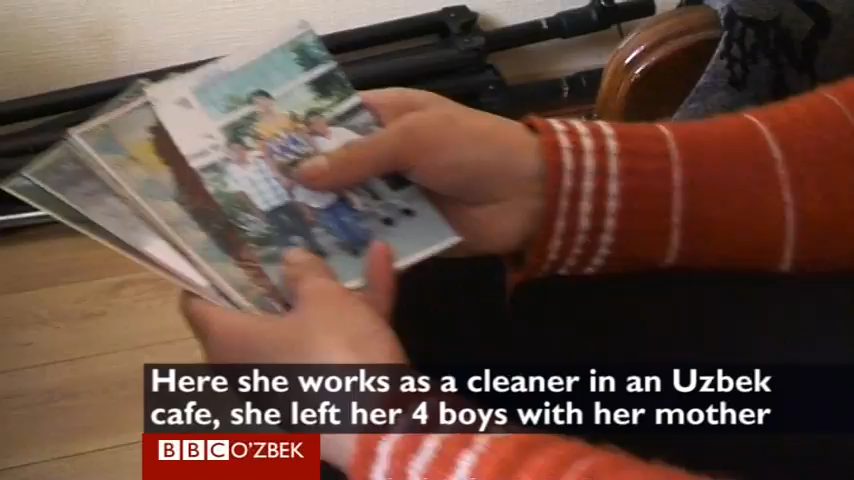 Here she works as a cleaner in an Uzbek
cafe, she left her 4 boys with her mother
BBC O'ZBEK